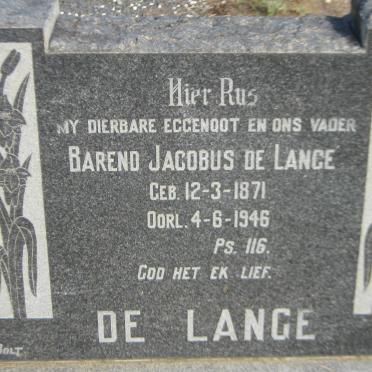 Hier Rus
MY DIERBARE EGGENOOT EN ONS VADER
BAREND JACOBUS DE LANGE
GEB. 12-3-1871
OORL. 4-6-1946
PS. 116.
GOD HET EK LIEF.
DE LANGE